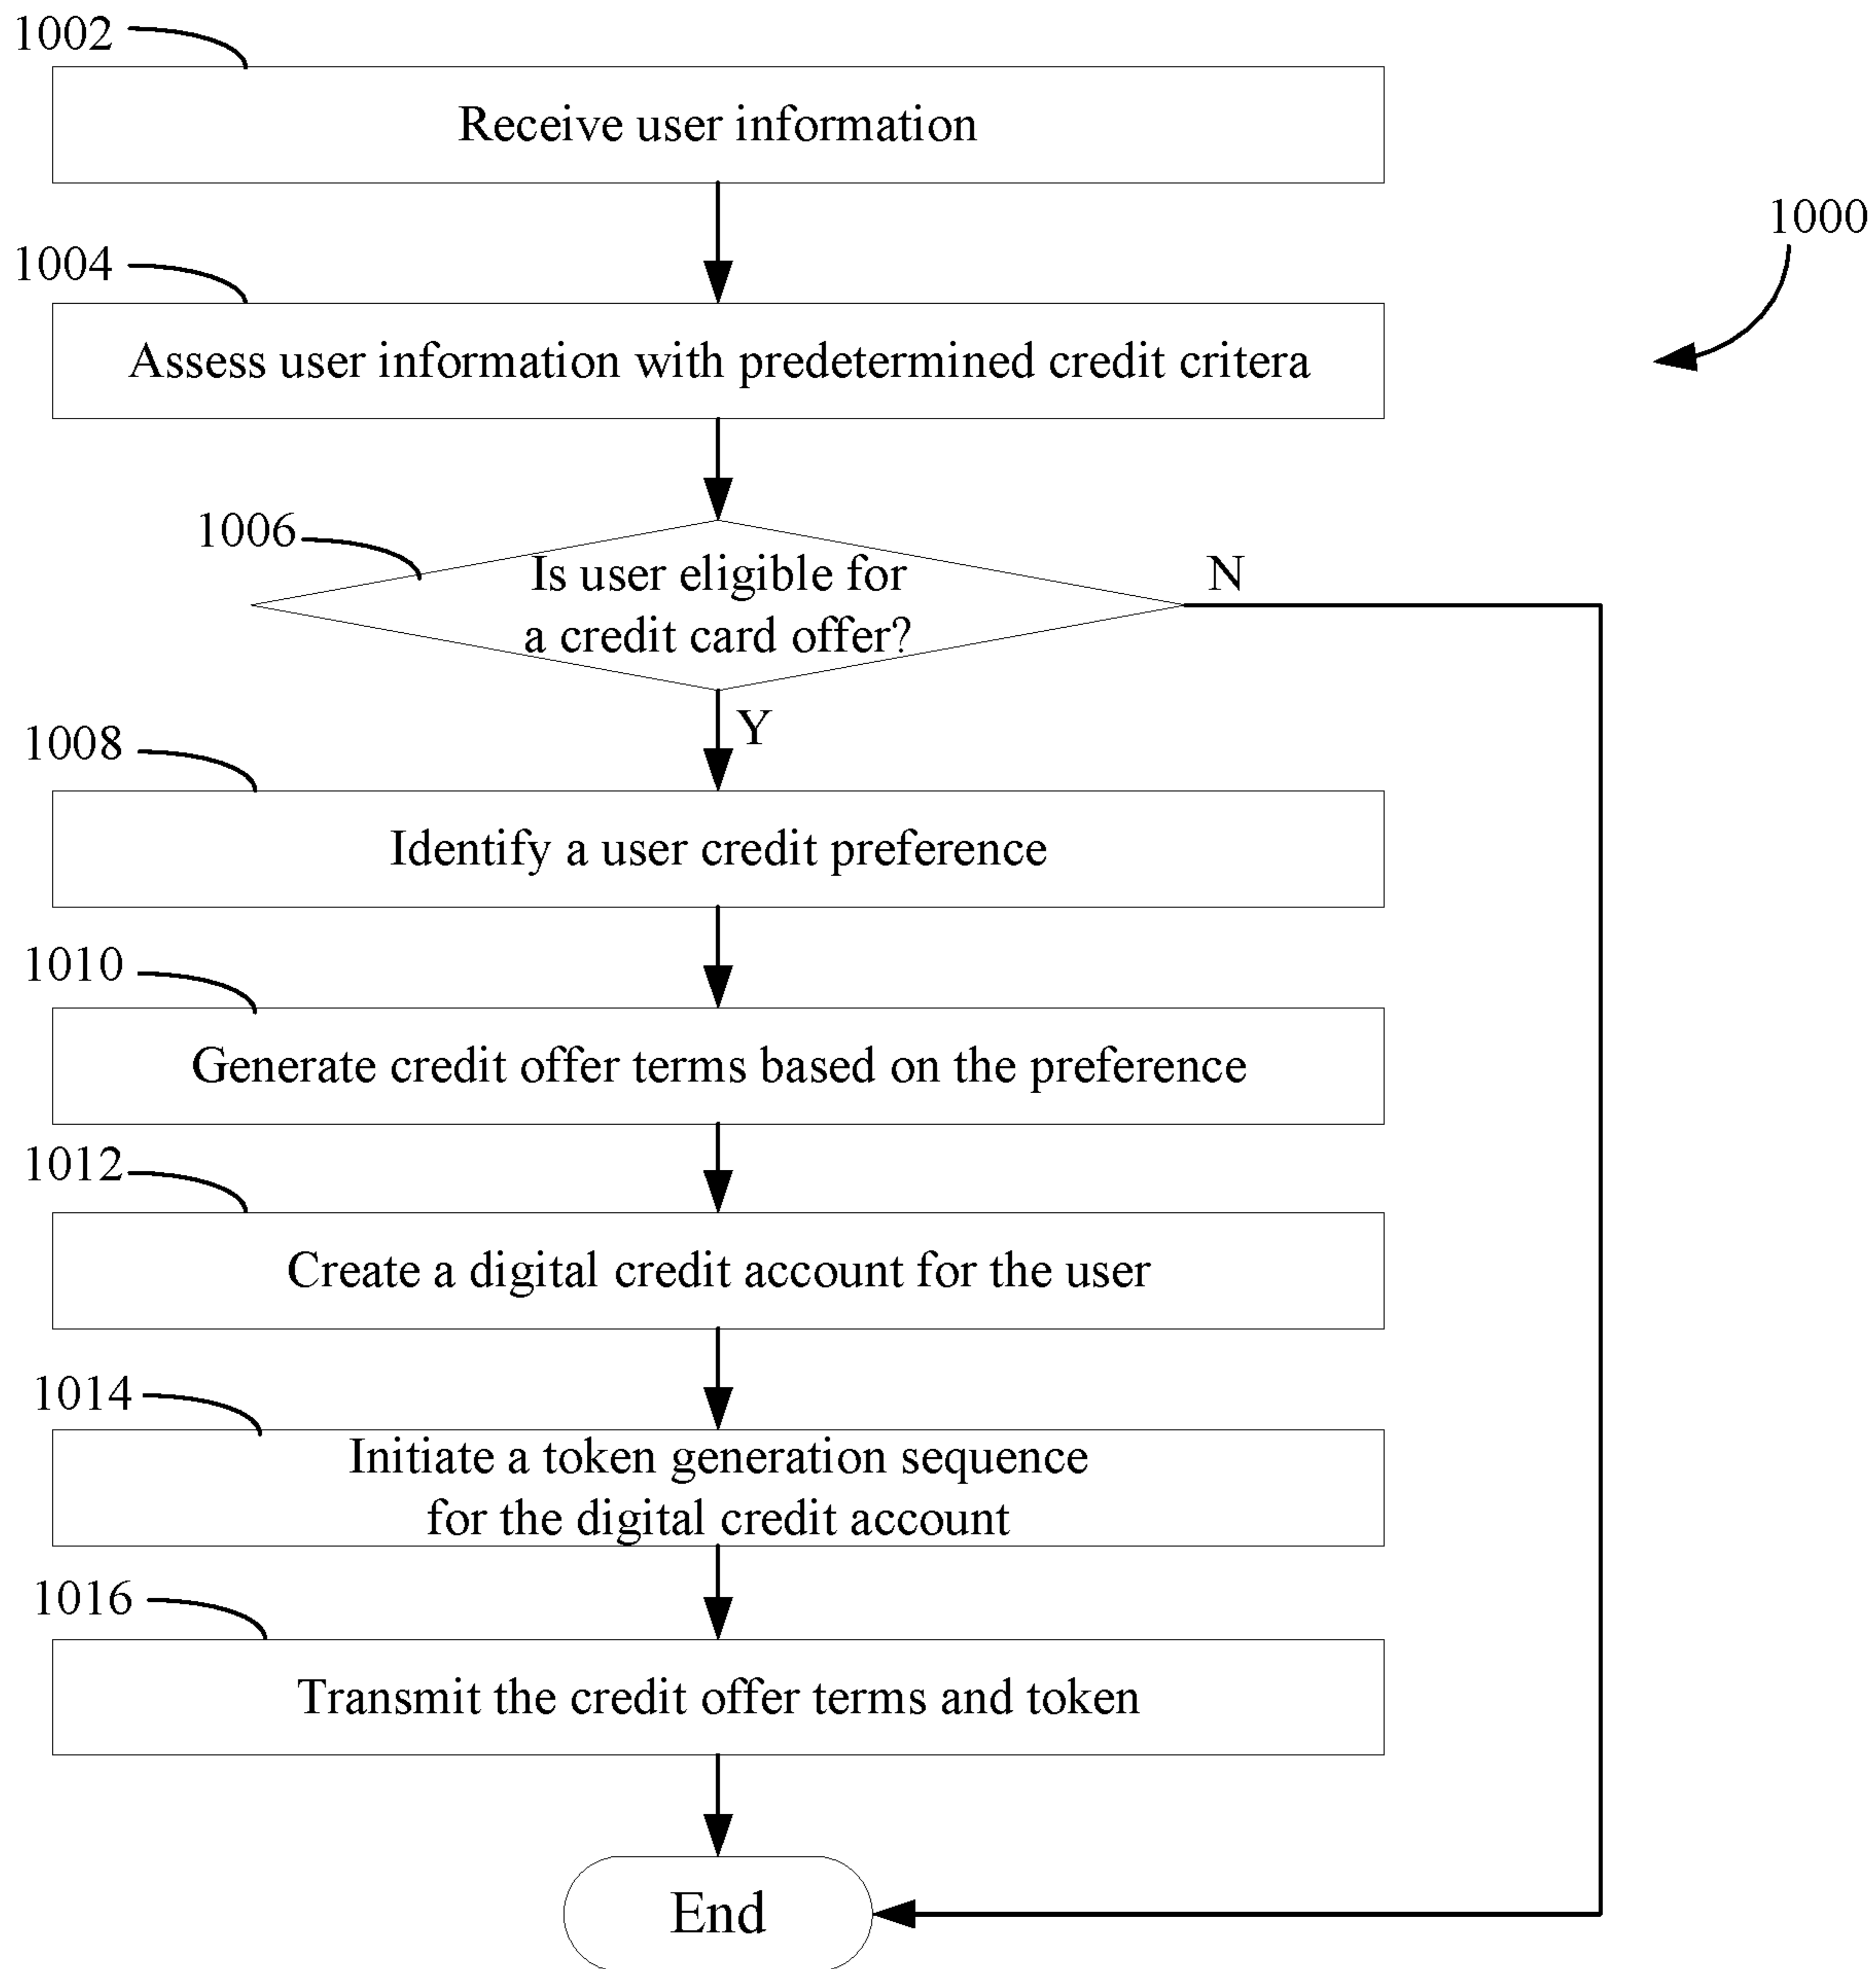 1002
Receive user information
1000
1004
Assess user information with predetermined credit critera
1006
Is user eligible for
a credit card offer?
N
Y
1008
Identify a user credit preference
1010
Generate credit offer terms based on the preference
1012
Create a digital credit account for the user
1014
Initiate a token generation sequence
for the digital credit account
1016
Transmit the credit offer terms and token
End